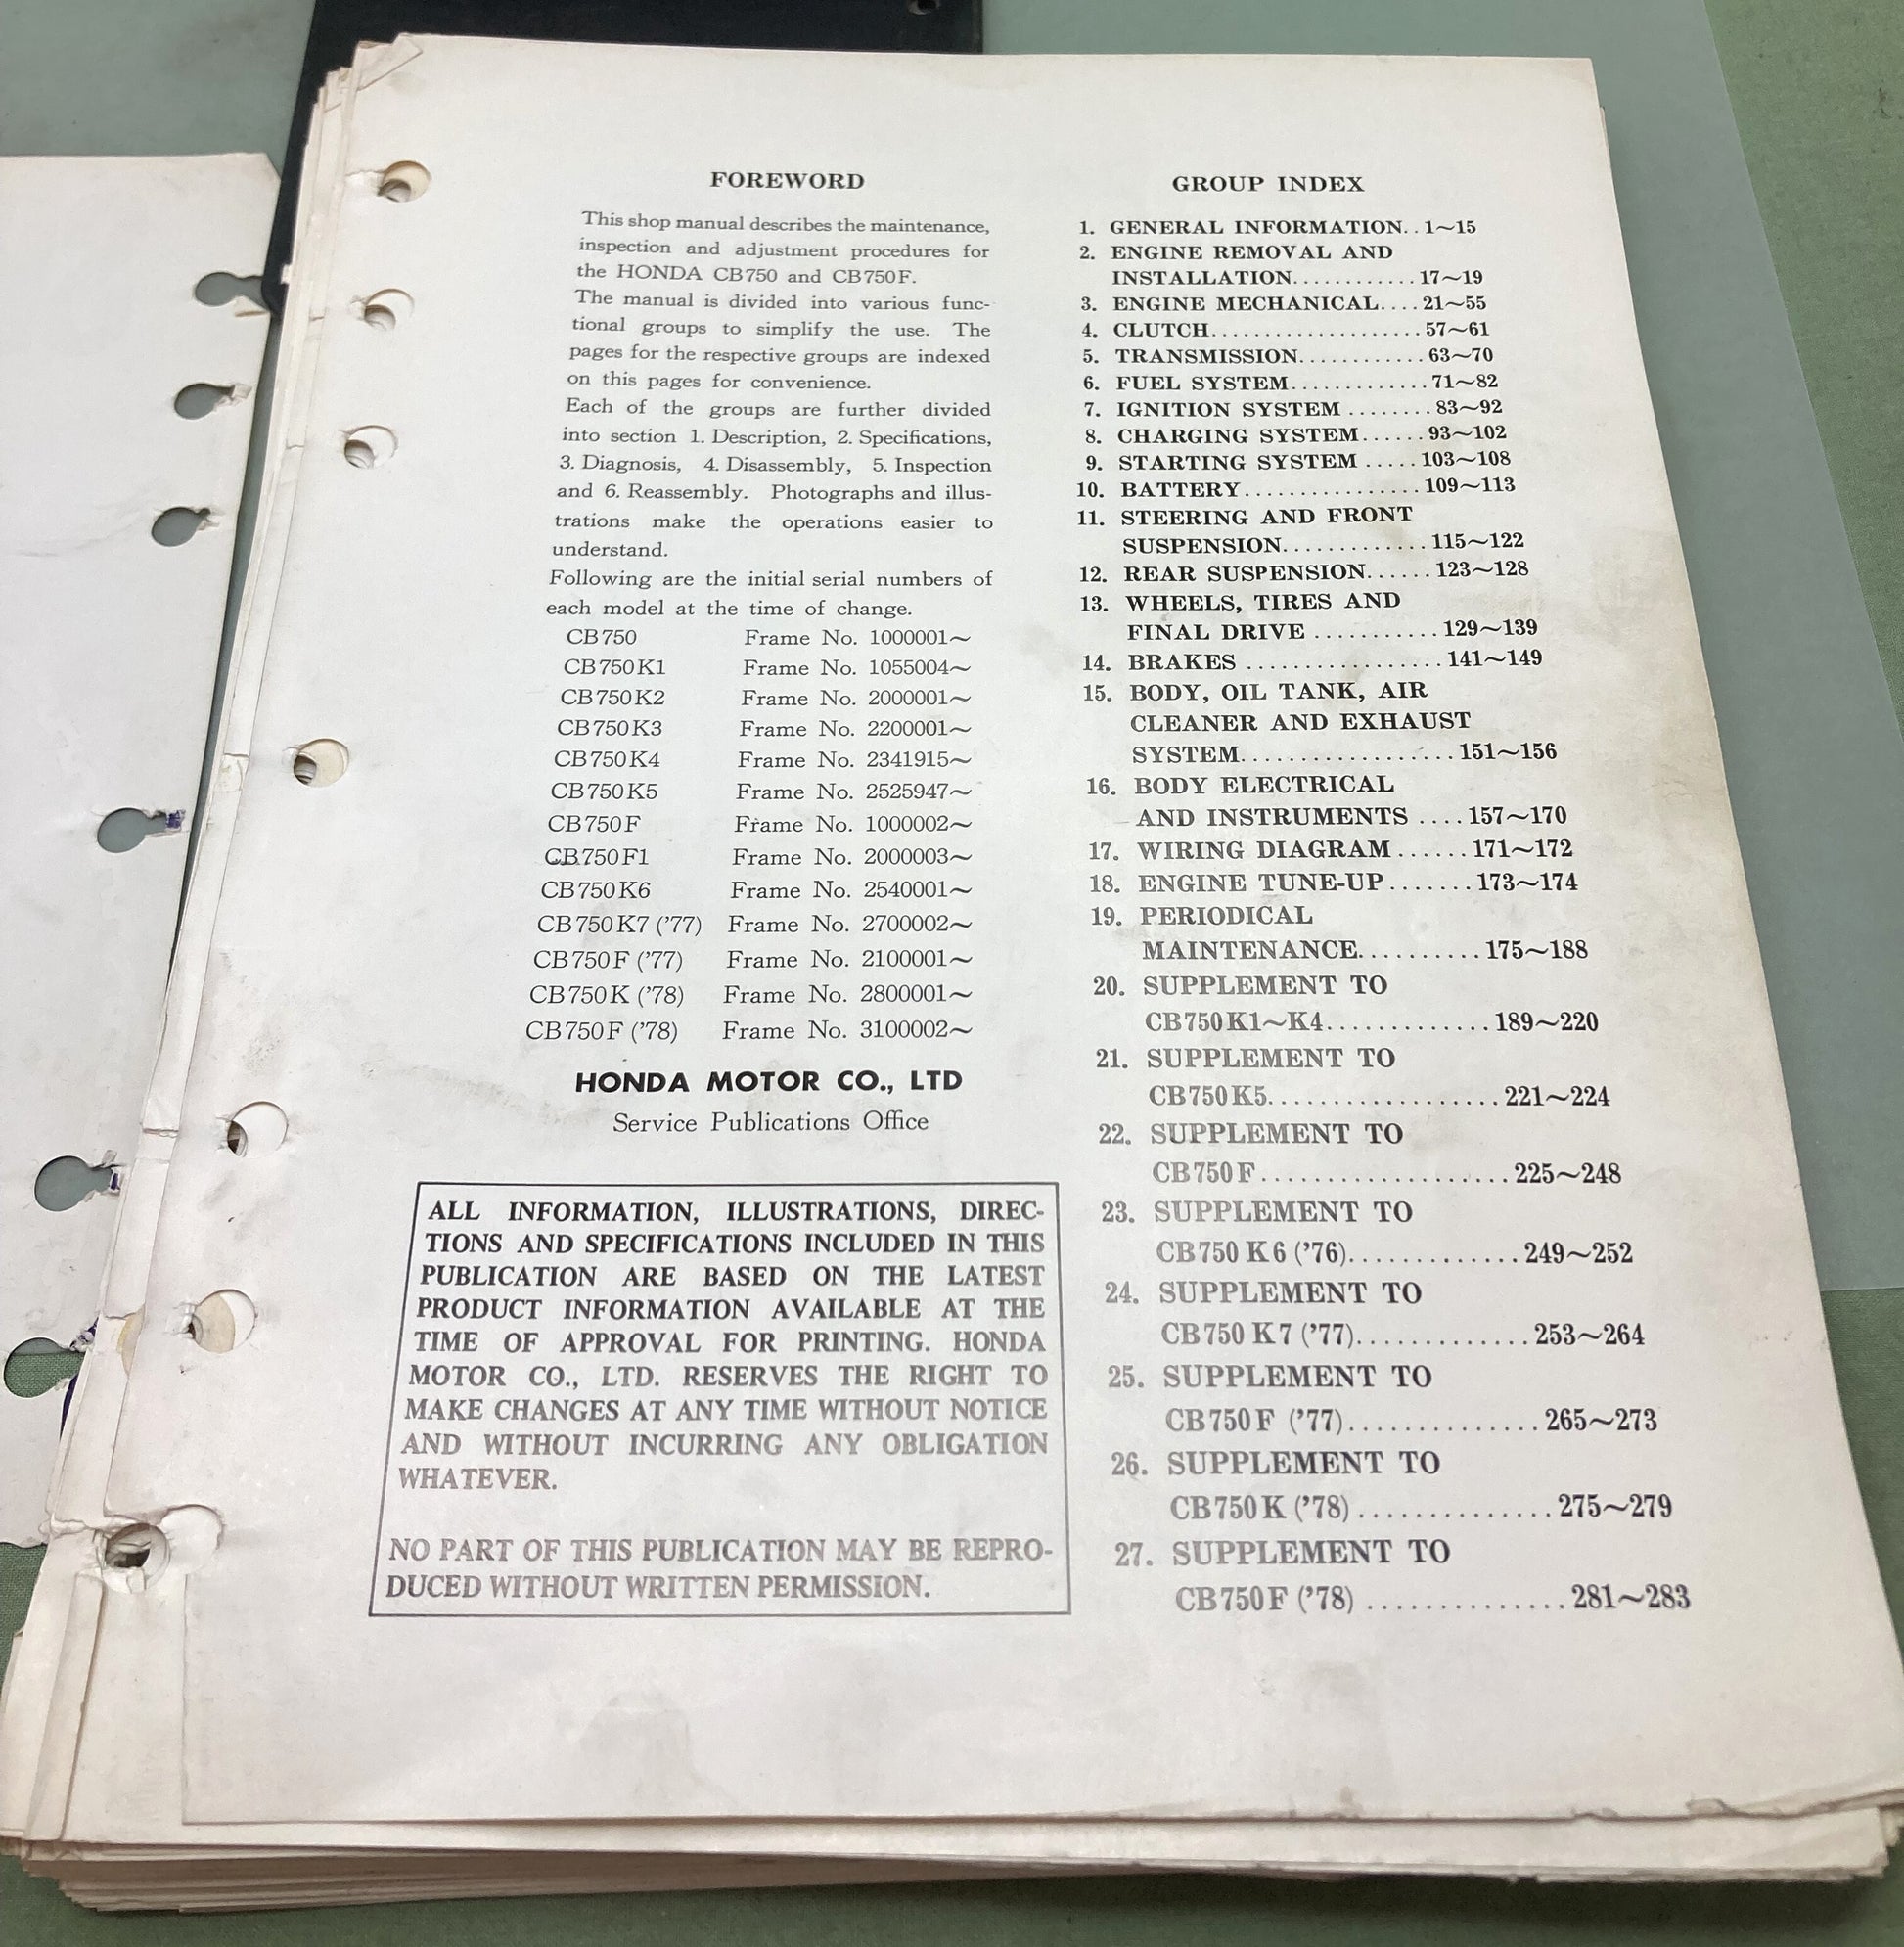 FOREWORD
This shop manual describes the maintenance,
inspection and adjustment procedures for
the HONDA CB750 and CB750F.
The manual is divided into various func-
tional groups to simplify the use. The
pages for the respective groups are indexed
on this pages for convenience.
Each of the groups are further divided
into section 1. Description, 2. Specifications,
3. Diagnosis, 4. Disassembly, 5. Inspection
and 6. Reassembly. Photographs and illus-
trations make the operations easier to
understand.
Following are the initial serial numbers of
each model at the time of change.
CB750 Frame No. 1000001~
CB750K1 Frame No. 1055004~
CB750K2 Frame No. 2000001~
CB750K3 Frame No. 2200001~
CB750K4 Frame No. 2341915~
CB750K5 Frame No. 2525947~
CB750F Frame No. 1000002~
CB750F1 Frame No. 2000003~
CB750K6 Frame No. 2540001~
CB750K7 ('77) Frame No. 2700002~
CB750F ('77) Frame No. 2100001~
CB750K ('78) Frame No. 2800001~
CB750F ('78) Frame No. 3100002~
HONDA MOTOR CO., LTD
Service Publications Office
ALL INFORMATION, ILLUSTRATIONS, DIREC-
TIONS AND SPECIFICATIONS INCLUDED IN THIS
PUBLICATION ARE BASED ON THE LATEST
PRODUCT INFORMATION AVAILABLE AT THE
TIME OF APPROVAL FOR PRINTING. HONDA
MOTOR CO., LTD. RESERVES THE RIGHT TO
MAKE CHANGES AT ANY TIME WITHOUT NOTICE
AND WITHOUT INCURRING ANY OBLIGATION
WHATEVER.
NO PART OF THIS PUBLICATION MAY BE REPRO-
DUCED WITHOUT WRITTEN PERMISSION.
GROUP INDEX
1. GENERAL INFORMATION..1~15
2. ENGINE REMOVAL AND
INSTALLATION............17~19
3. ENGINE MECHANICAL....21~55
4. CLUTCH.....................57~61
5. TRANSMISSION............63~70
6. FUEL SYSTEM.............71~82
7. IGNITION SYSTEM ........83~92
8. CHARGING SYSTEM......93~102
9. STARTING SYSTEM .....103~108
10. BATTERY................109~113
11. STEERING AND FRONT
SUSPENSION.............115~122
12. REAR SUSPENSION......123~128
13. WHEELS, TIRES AND
FINAL DRIVE ...........129~139
14. BRAKES .................141~149
15. BODY, OIL TANK, AIR
CLEANER AND EXHAUST
SYSTEM..................151~156
16. BODY ELECTRICAL
AND INSTRUMENTS ....157~170
17. WIRING DIAGRAM ......171~172
18. ENGINE TUNE-UP.......173~174
19. PERIODICAL
MAINTENANCE..........175~188
20. SUPPLEMENT TO
CB750K1~K4.............189~220
21. SUPPLEMENT TO
CB750K5..................221~224
22. SUPPLEMENT TO
CB750F...................225~248
23. SUPPLEMENT TO
CB750 K6 ('76).............249~252
24. SUPPLEMENT TO
CB750 K7 ('77).............253~264
25. SUPPLEMENT TO
CB750F ('77)..............265~273
26. SUPPLEMENT TO
CB750K ('78) ..............275~279
27. SUPPLEMENT TO
CB750F ('78) ..............281~283